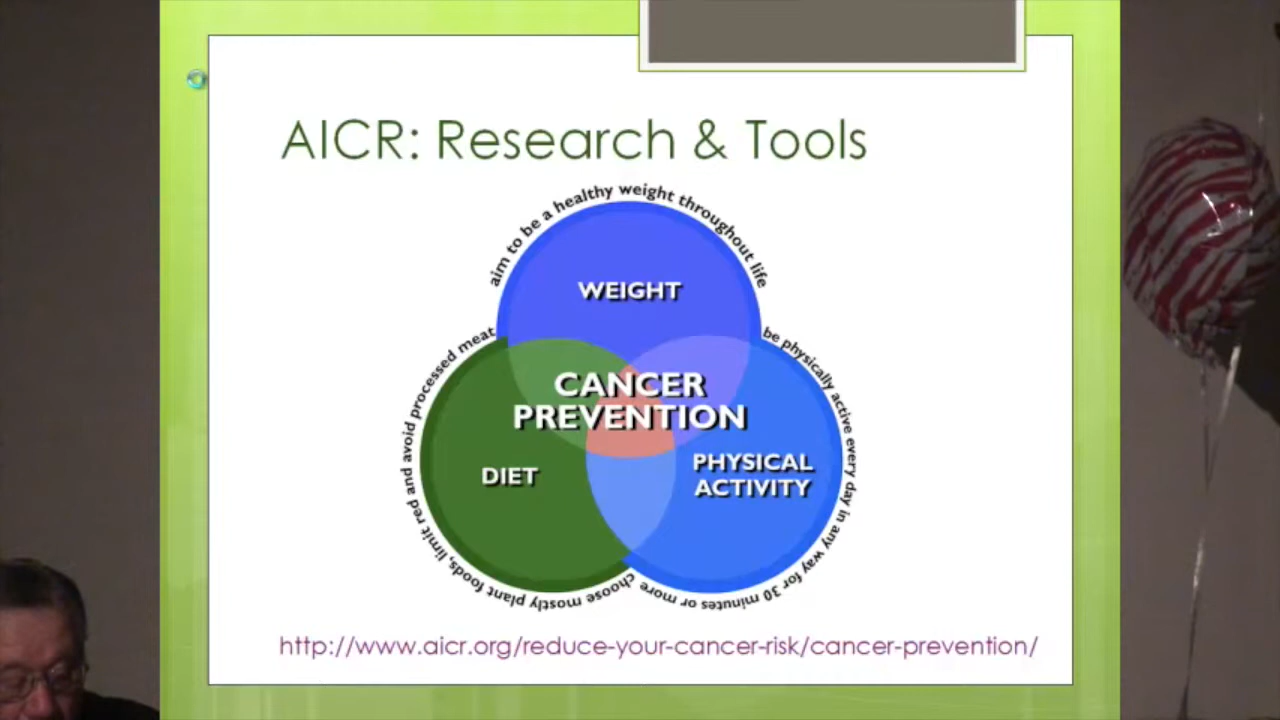 AICR: Research & Tools
aim to be a healthy weight throughout life
WEIGHT
be physically active every day in any way for 30 minutes or more
choose mostly plant foods, limit red and avoid processed meat
CANCER
PREVENTION
DIET
PHYSICAL
ACTIVITY
http://www.aicr.org/reduce-your-cancer-risk/cancer-prevention/